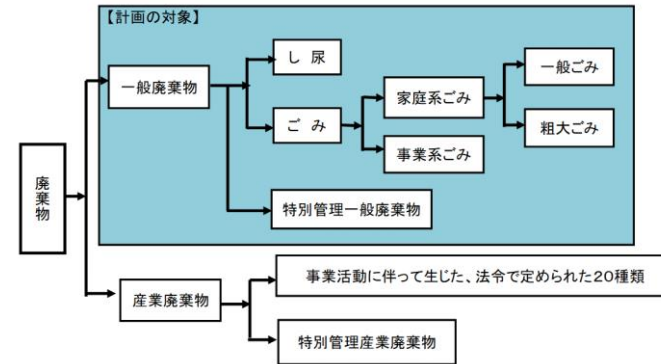 【計画の対象】
し 尿
一般ごみ
一般廃棄物
家庭系ごみ
ご み
粗大ごみ
事業系ごみ
廃棄物
特別管理一般廃棄物
事業活動に伴って生じた、法令で定められた20種類
産業廃棄物
特別管理産業廃棄物